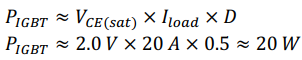 P_IGBT ≈ V_CE(sat) × I_load × D
P_IGBT ≈ 2.0 V × 20 A × 0.5 ≈ 20 W